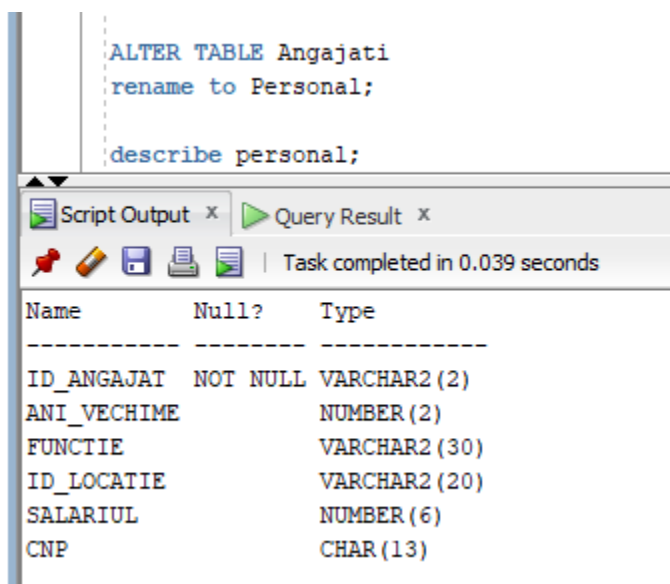 ALTER TABLE Angajati
rename to Personal;
describe personal;
Script Output x Query Result x
Task completed in 0.039 seconds
Name Null? Type
----------- -------- ------------
ID_ANGAJAT NOT NULL VARCHAR2(2)
ANI_VECHIME NUMBER(2)
FUNCTIE VARCHAR2(30)
ID_LOCATIE VARCHAR2(20)
SALARIUL NUMBER(6)
CNP CHAR(13)